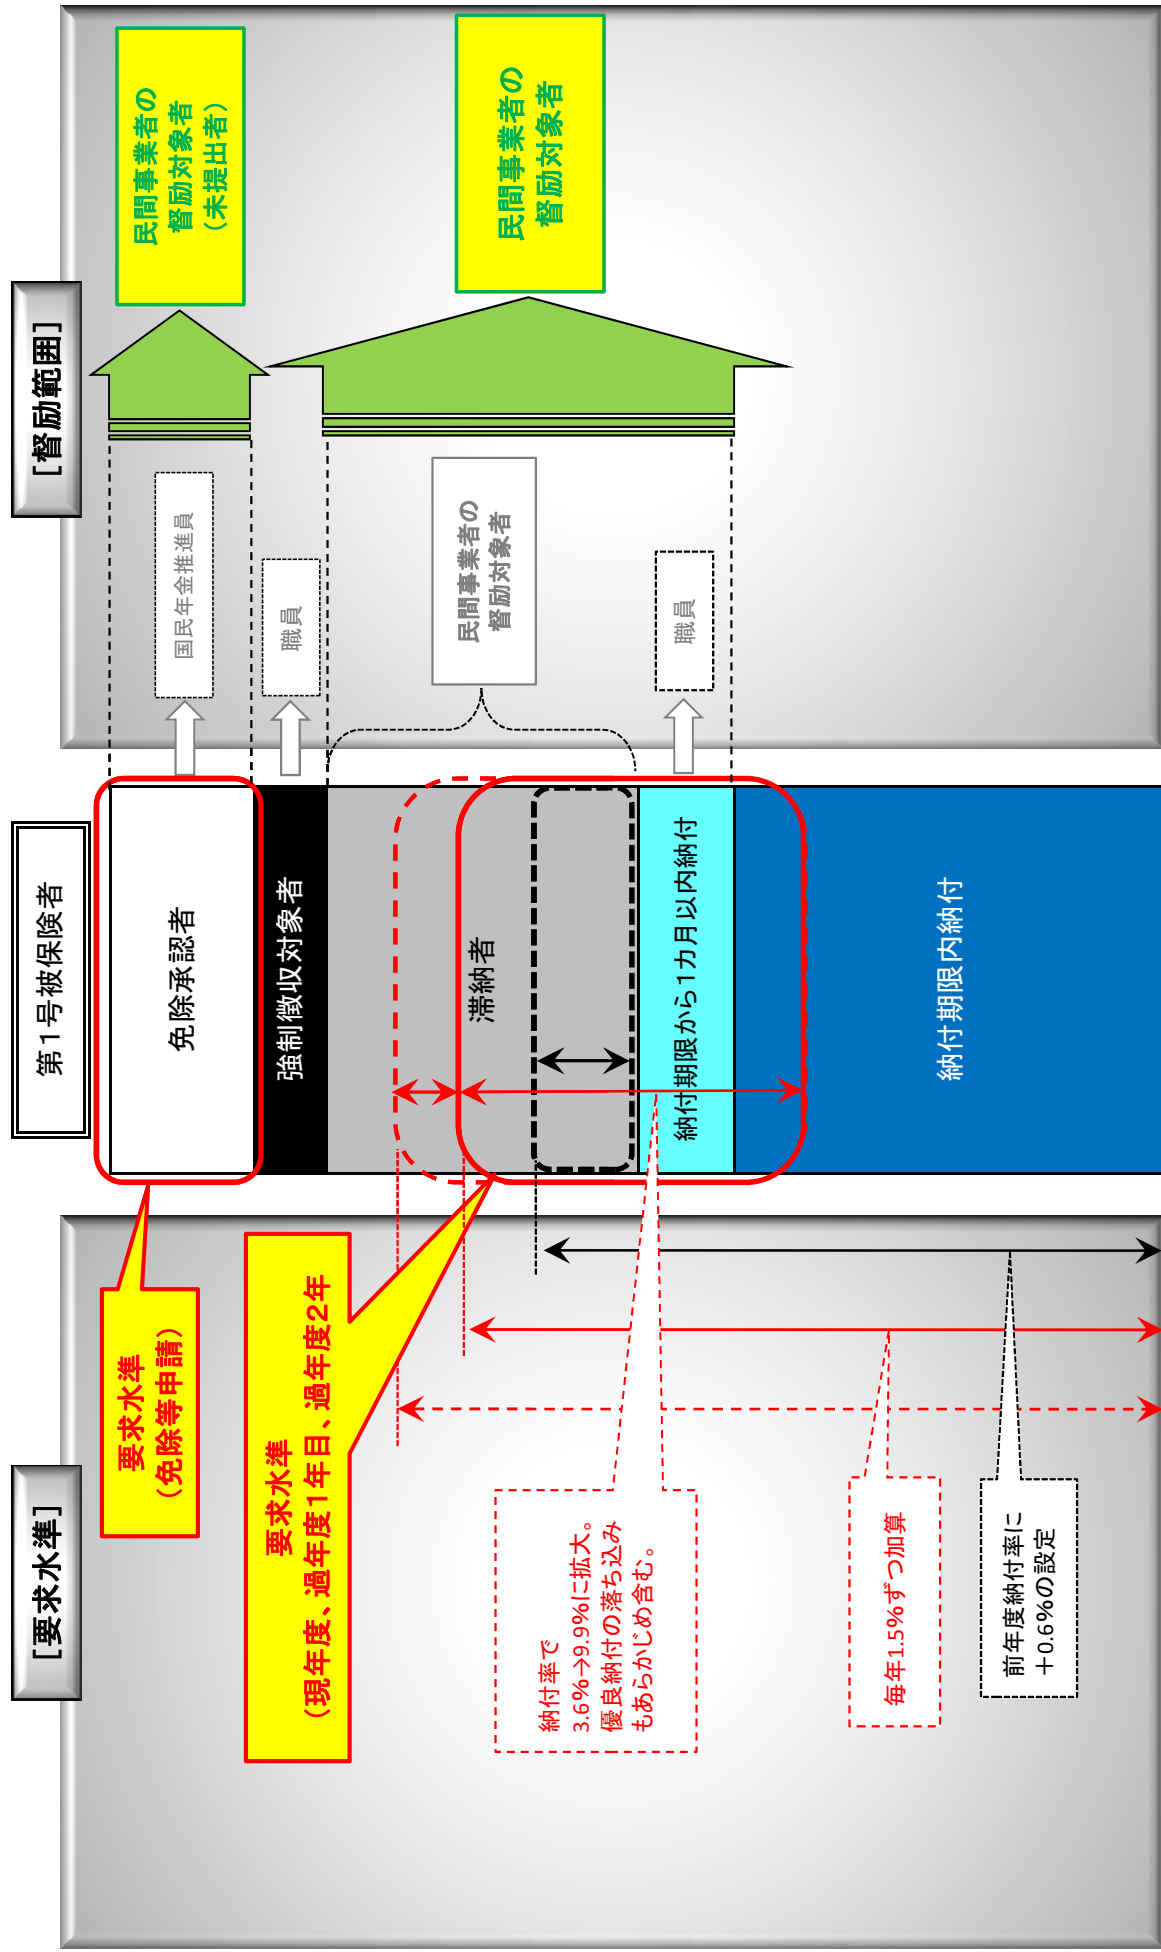 ［要求水準］
要求水準
（免除等申請）
要求水準
（現年度、過年度１年目、過年度２年
納付率で
3.6％→9.9％に拡大。
優良納付の落ち込み
もあらかじめ含む。
毎年1.5％ずつ加算
前年度納付率に
＋0.6％の設定
第１号被保険者
免除承認者
強制徴収対象者
滞納者
納付期限から１カ月以内納付
納付期限内納付
［督励範囲］
国民年金推進員
職員
民間事業者の
督励対象者
職員
民間事業者の
督励対象者
（未提出者）
民間事業者の
督励対象者